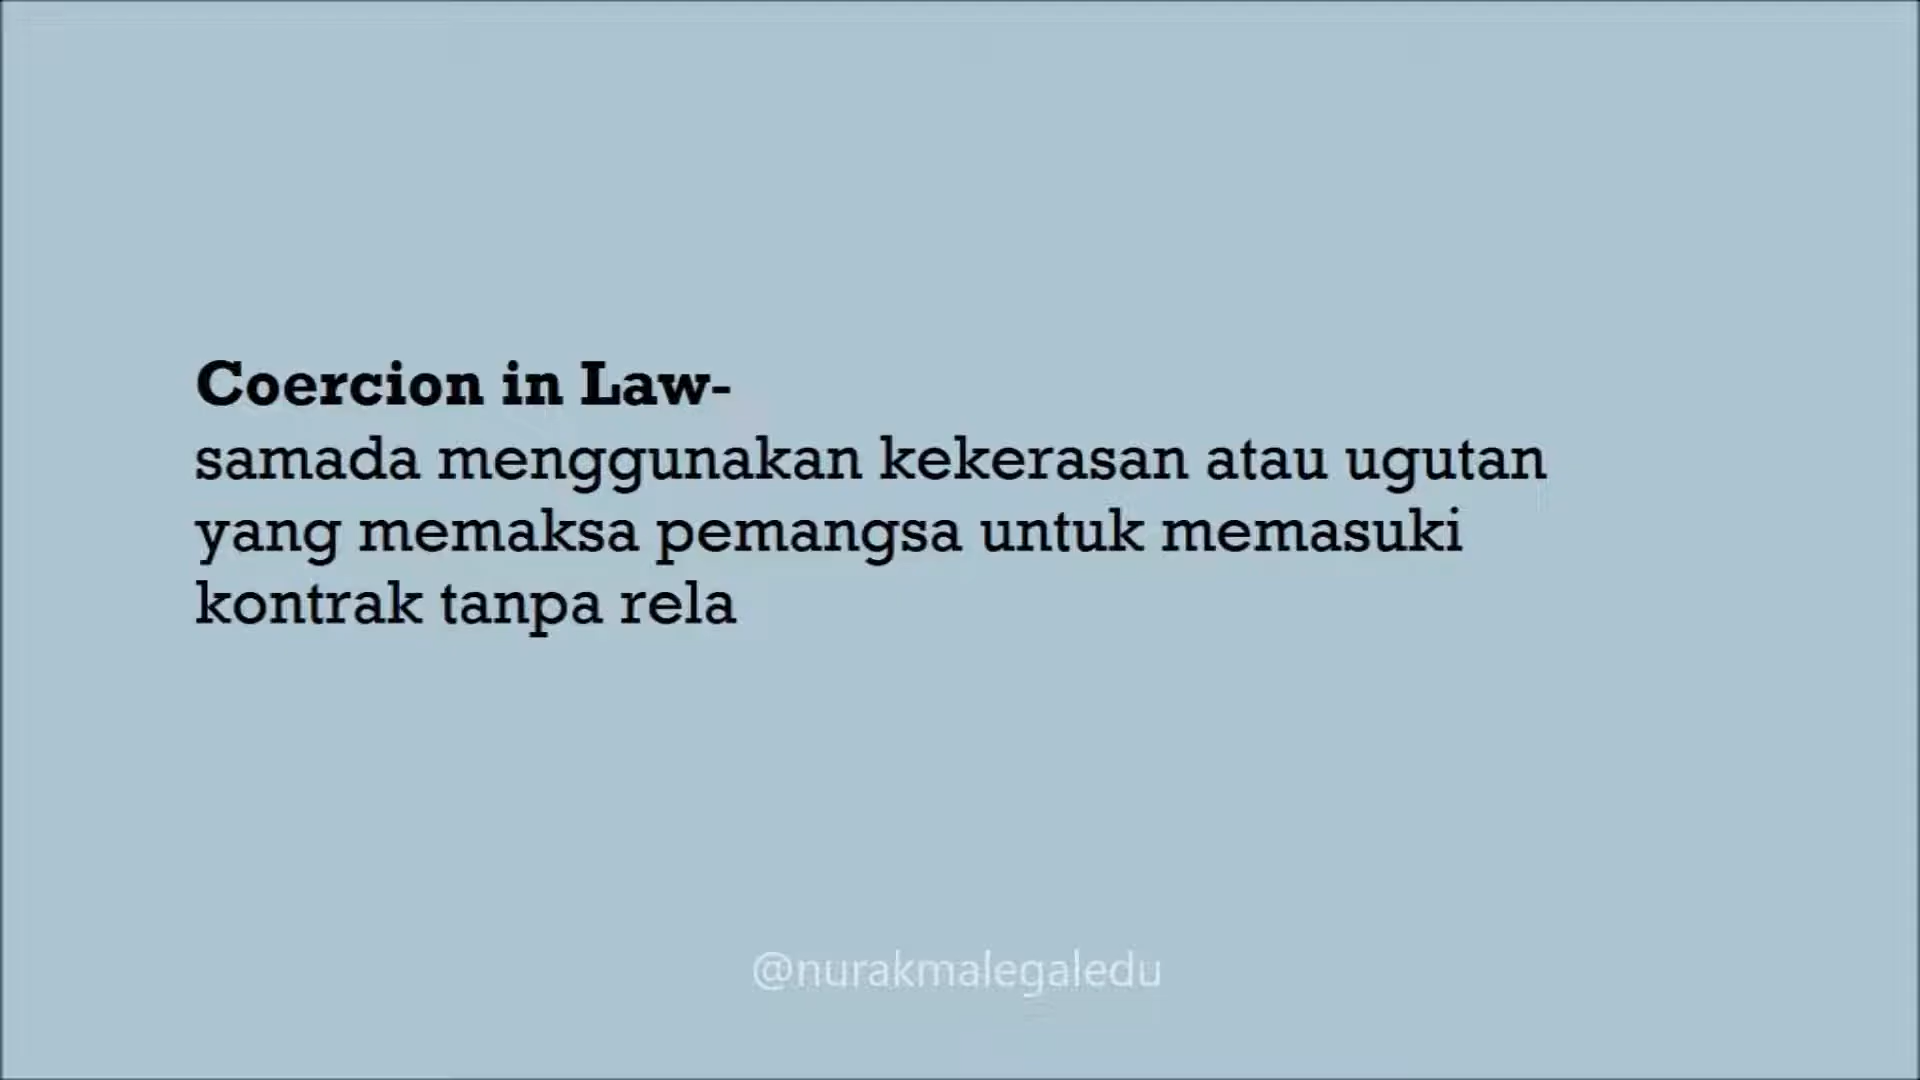 Coercion in Law-
samada menggunakan kekerasan atau ugutan
yang memaksa pemangsa untuk memasuki
kontrak tanpa rela
@nurakmalegaledu